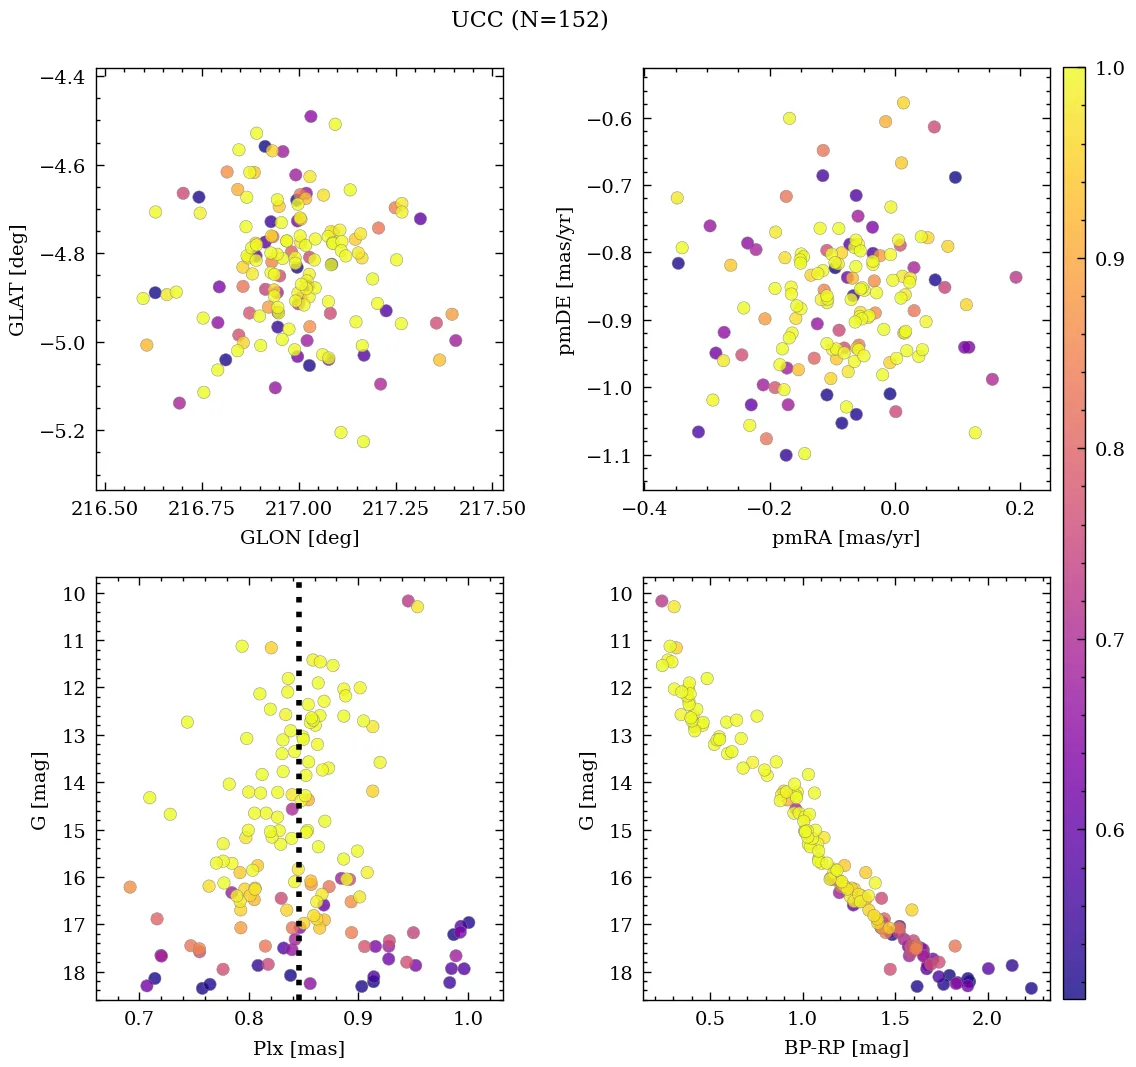 UCC (N=152)
−4.4
−4.6
−4.8
−5.0
−5.2
GLAT [deg]
216.50 216.75 217.00 217.25 217.50
GLON [deg]
−0.6
−0.7
−0.8
−0.9
−1.0
−1.1
pmDE [mas/yr]
−0.4 −0.2 0.0 0.2
pmRA [mas/yr]
10
11
12
13
14
15
16
17
18
G [mag]
0.7 0.8 0.9 1.0
Plx [mas]
10
11
12
13
14
15
16
17
18
G [mag]
0.5 1.0 1.5 2.0
BP-RP [mag]
1.0
0.9
0.8
0.7
0.6